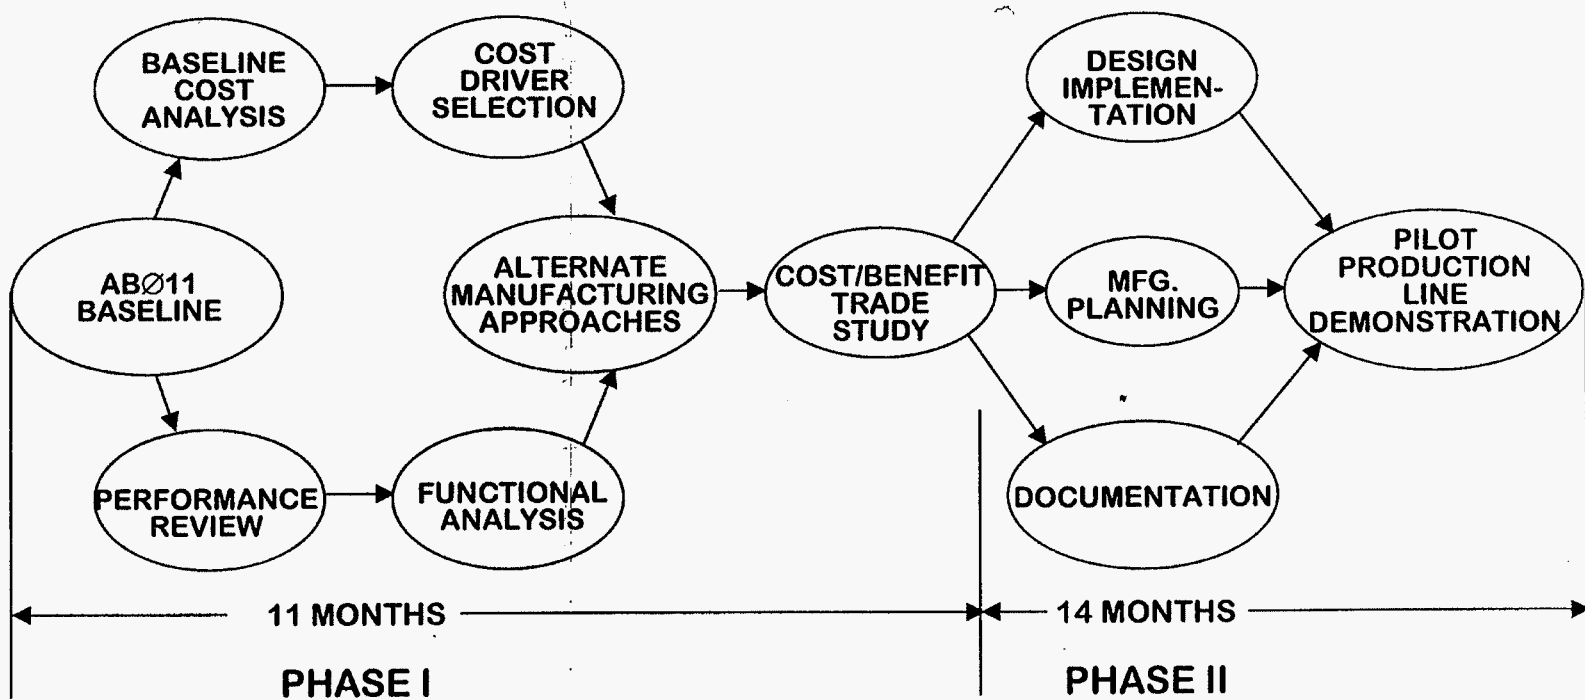 BASELINE
COST
ANALYSIS
COST
DRIVER
SELECTION
DESIGN
IMPLEMEN-
TATION
ABØ11
BASELINE
ALTERNATE
MANUFACTURING
APPROACHES
COST/BENEFIT
TRADE
STUDY
MFG.
PLANNING
PILOT
PRODUCTION
LINE
DEMONSTRATION
PERFORMANCE
REVIEW
FUNCTIONAL
ANALYSIS
DOCUMENTATION
11 MONTHS
14 MONTHS
PHASE I
PHASE II